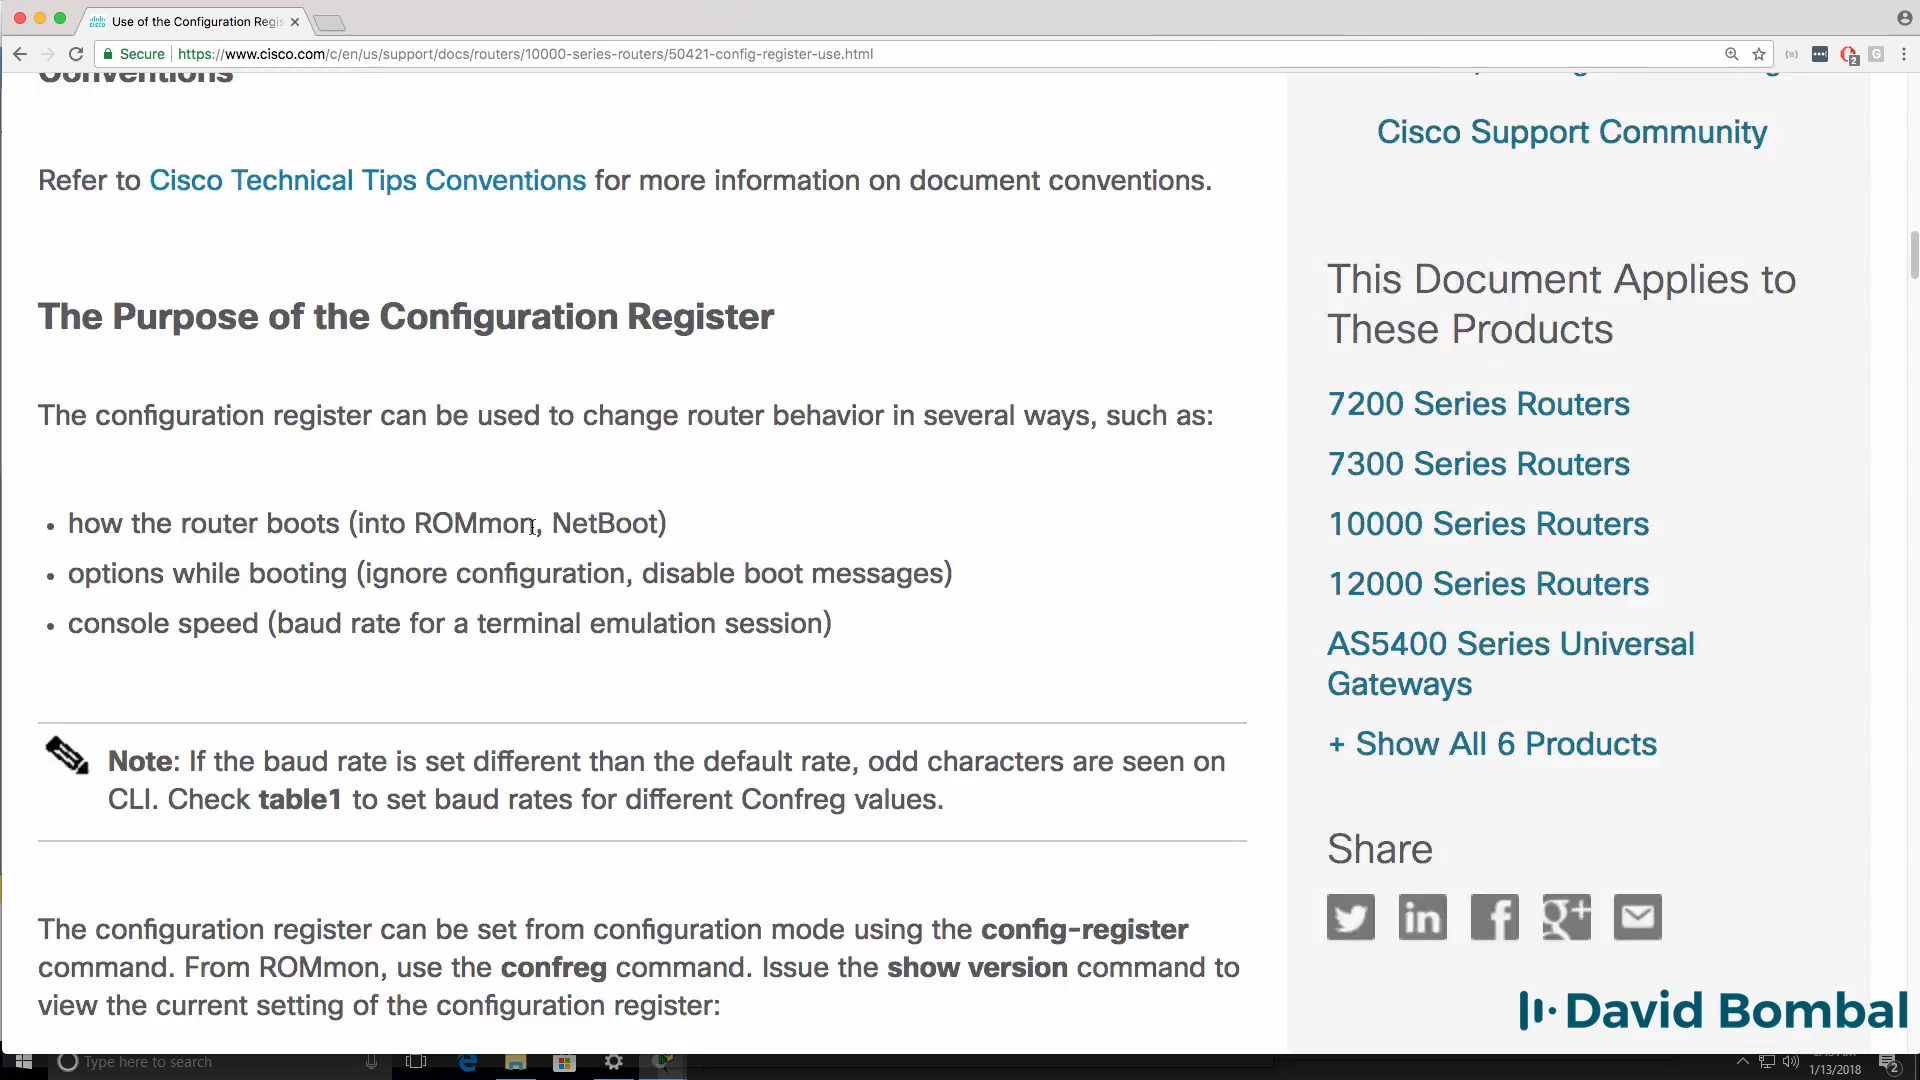 Use of the Configuration Regis
Secure https://www.cisco.com/c/en/us/support/docs/routers/10000-series-routers/50421-config-register-use.html
Conventions
Refer to Cisco Technical Tips Conventions for more information on document conventions.
The Purpose of the Configuration Register
The configuration register can be used to change router behavior in several ways, such as:
• how the router boots (into ROMmon, NetBoot)
• options while booting (ignore configuration, disable boot messages)
• console speed (baud rate for a terminal emulation session)
Note: If the baud rate is set different than the default rate, odd characters are seen on
CLI. Check table1 to set baud rates for different Confreg values.
The configuration register can be set from configuration mode using the config-register
command. From ROMmon, use the confreg command. Issue the show version command to
view the current setting of the configuration register:
Cisco Support Community
This Document Applies to
These Products
7200 Series Routers
7300 Series Routers
10000 Series Routers
12000 Series Routers
AS5400 Series Universal
Gateways
+ Show All 6 Products
Share
David Bombal
Type here to search
1/13/2018
2